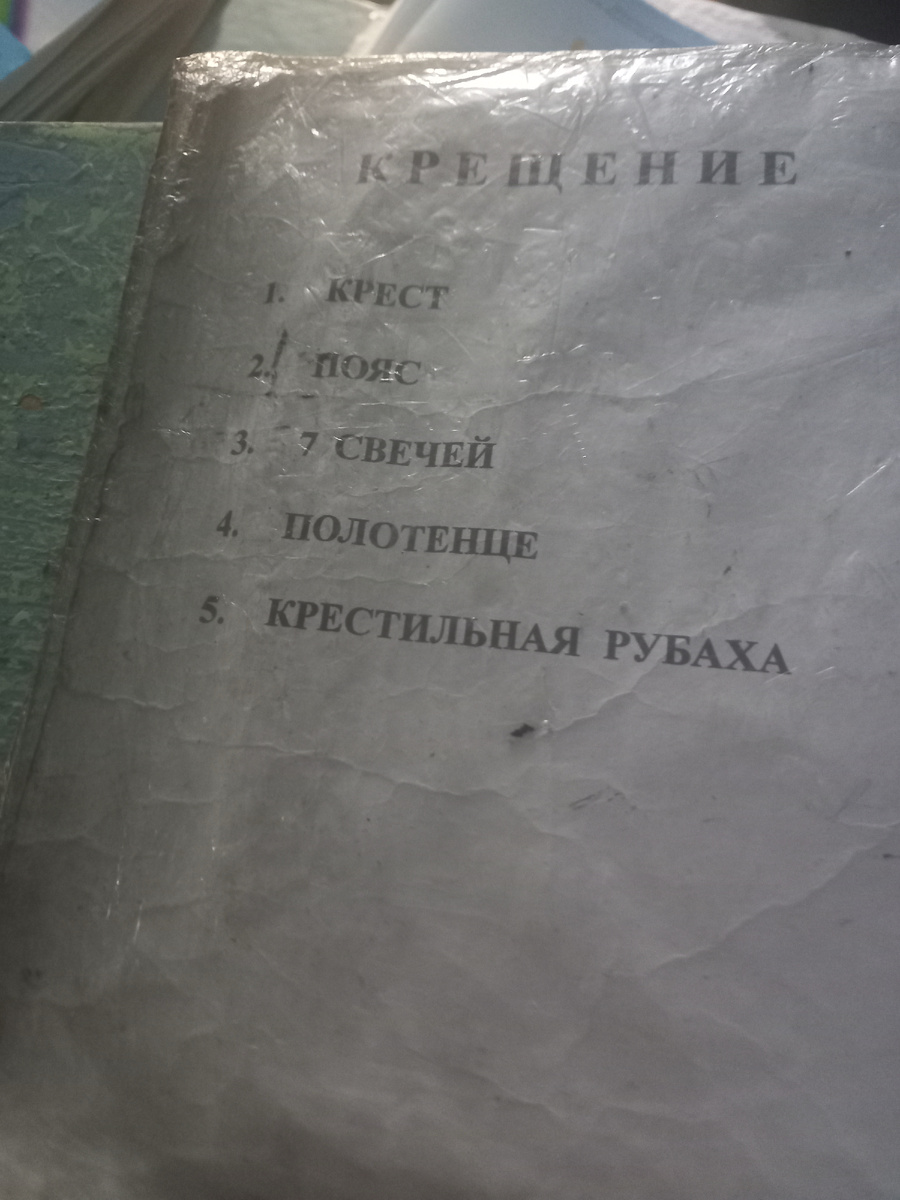 КРЕЩЕНИЕ
1. КРЕСТ
2. ПОЯС
3. 7 СВЕЧЕЙ
4. ПОЛОТЕНЦЕ
5. КРЕСТИЛЬНАЯ РУБАХА